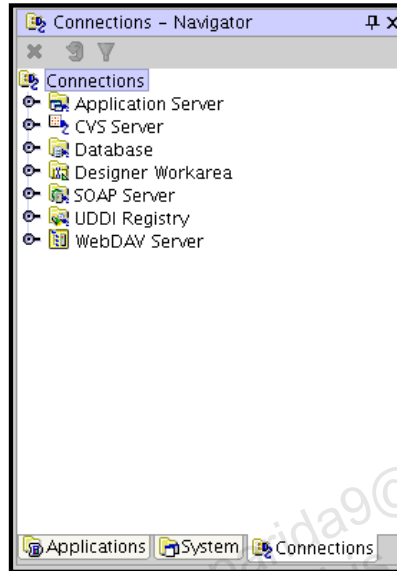 Connections – Navigator
Connections
Application Server
CVS Server
Database
Designer Workarea
SOAP Server
UDDI Registry
WebDAV Server
Applications System Connections